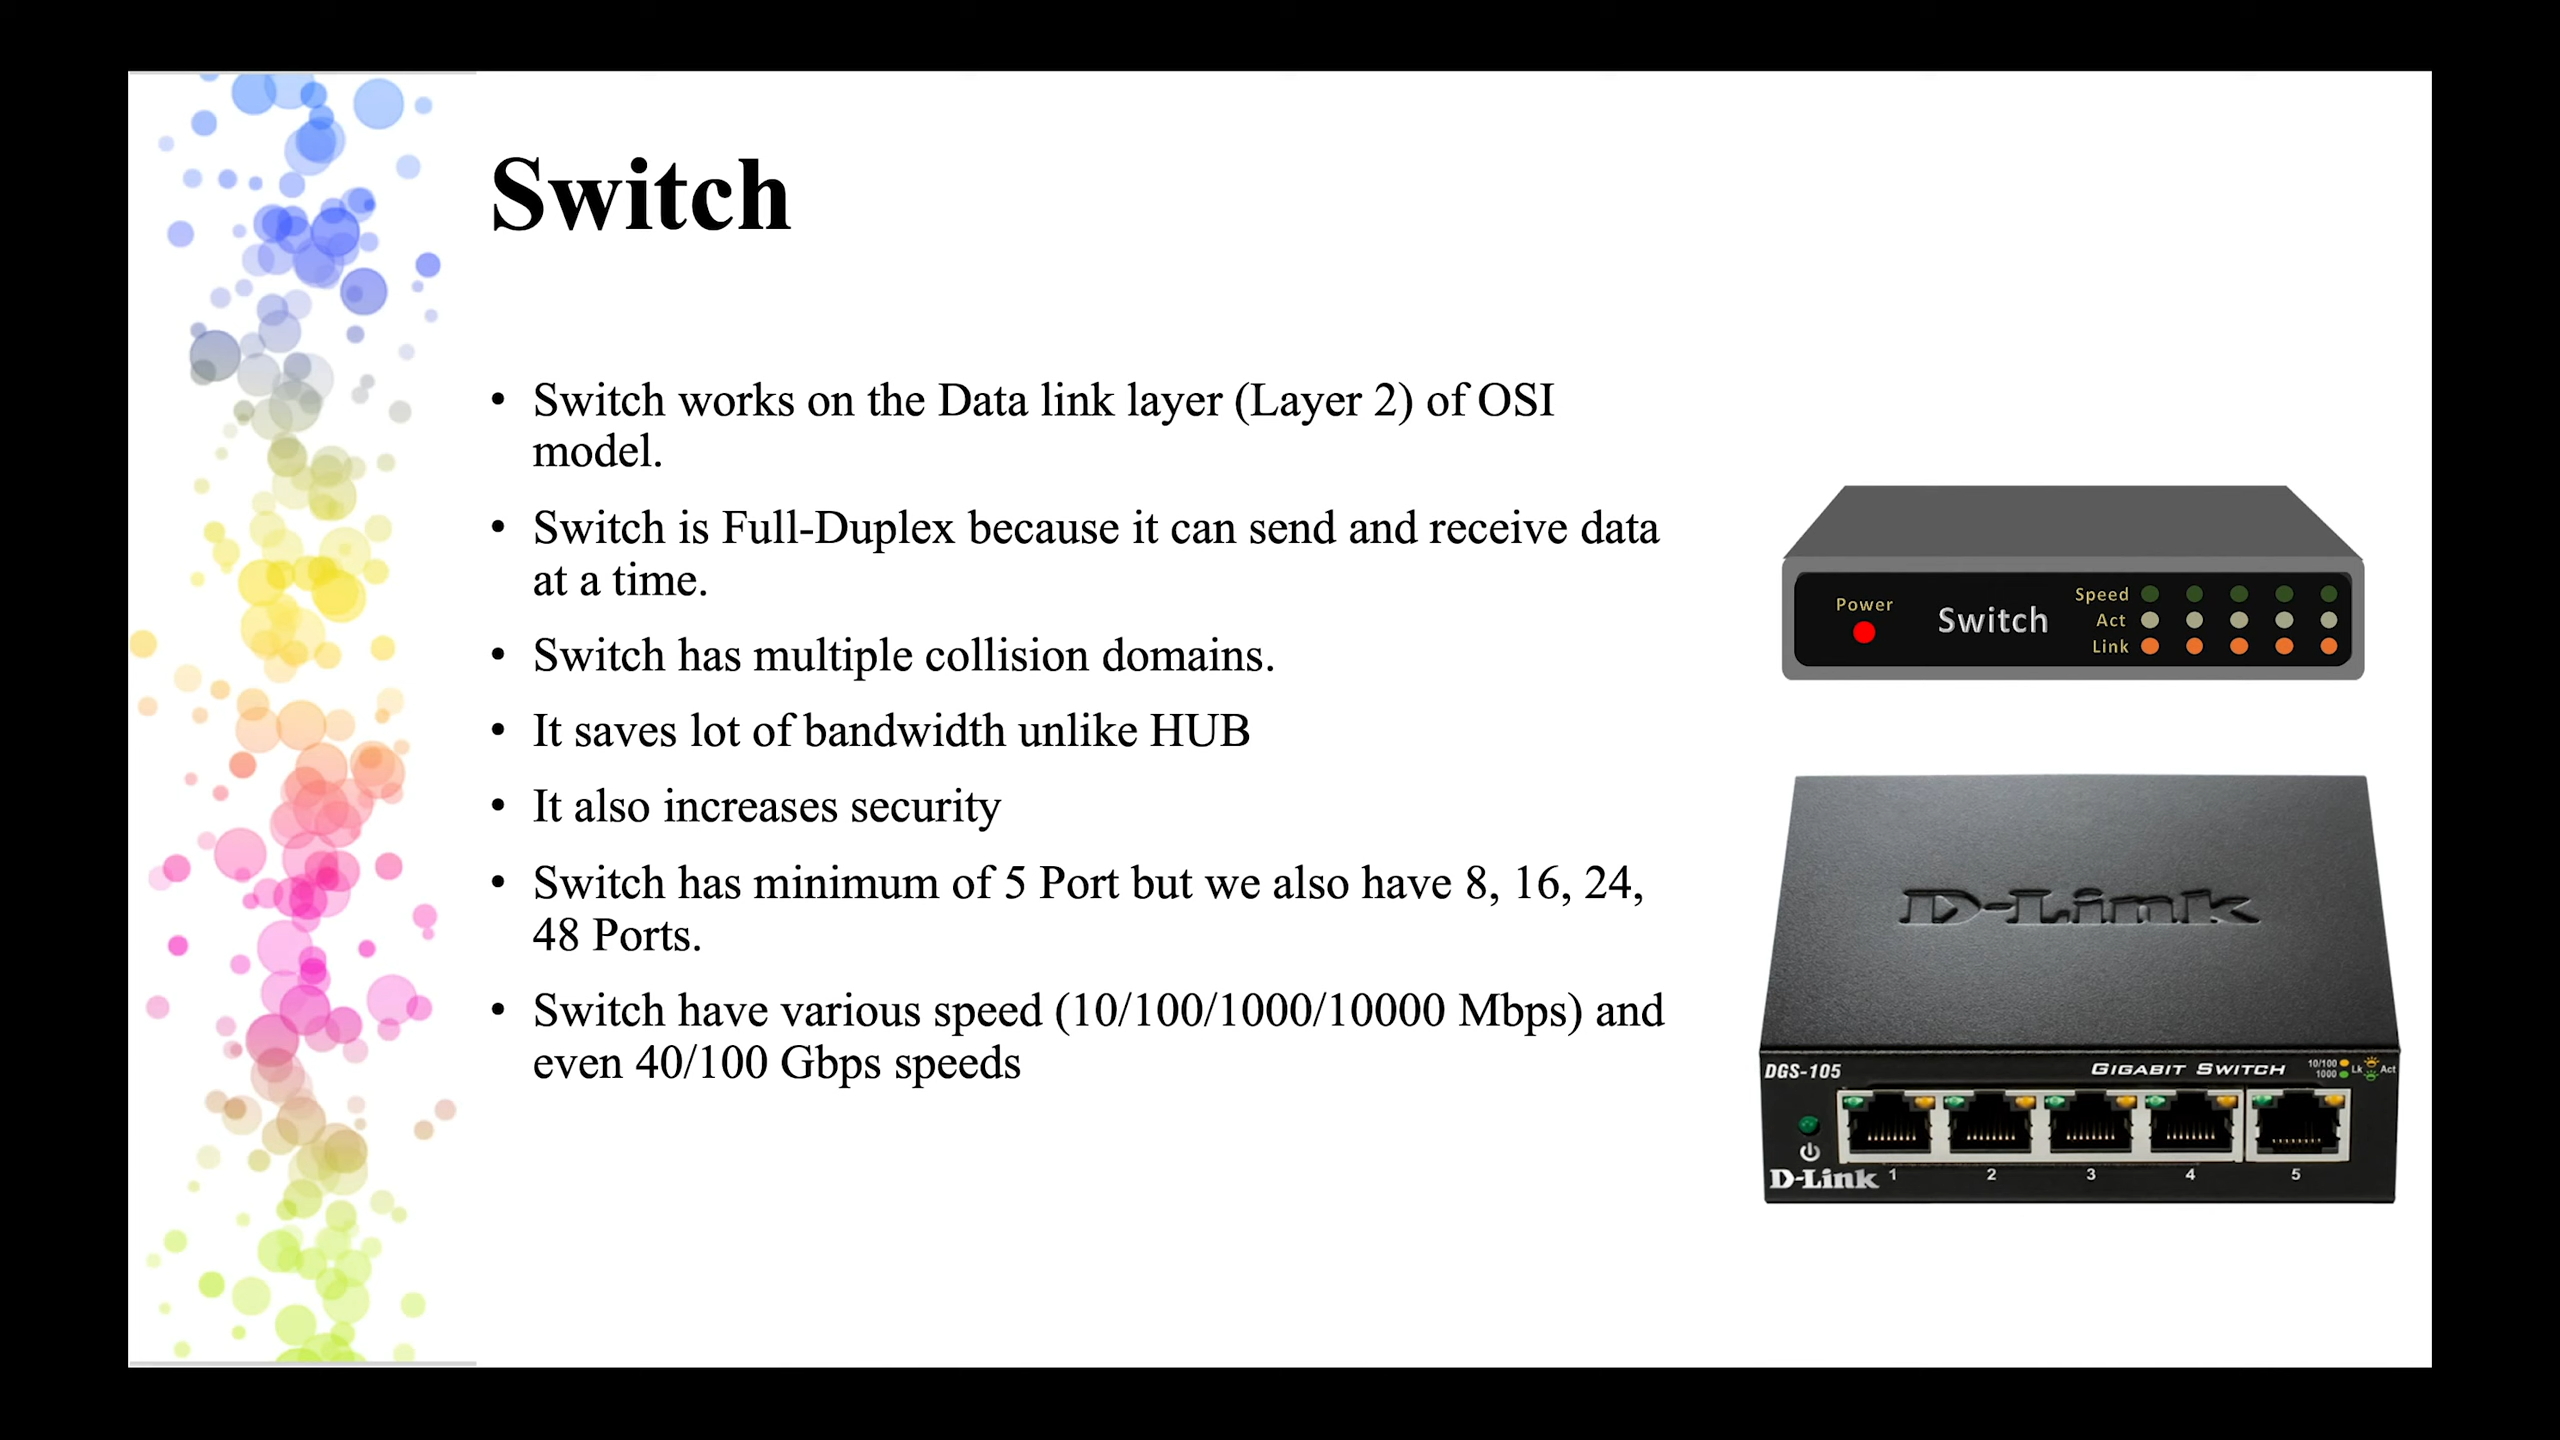 Switch
• Switch works on the Data link layer (Layer 2) of OSI
model.
• Switch is Full-Duplex because it can send and receive data
at a time.
• Switch has multiple collision domains.
• It saves lot of bandwidth unlike HUB
• It also increases security
• Switch has minimum of 5 Port but we also have 8, 16, 24,
48 Ports.
• Switch have various speed (10/100/1000/10000 Mbps) and
even 40/100 Gbps speeds
Power
Switch
Speed
Act
Link
D-Link
DGS-105
GIGABIT SWITCH
10/100
1000
Lk
Act
D-Link
1 2 3 4 5